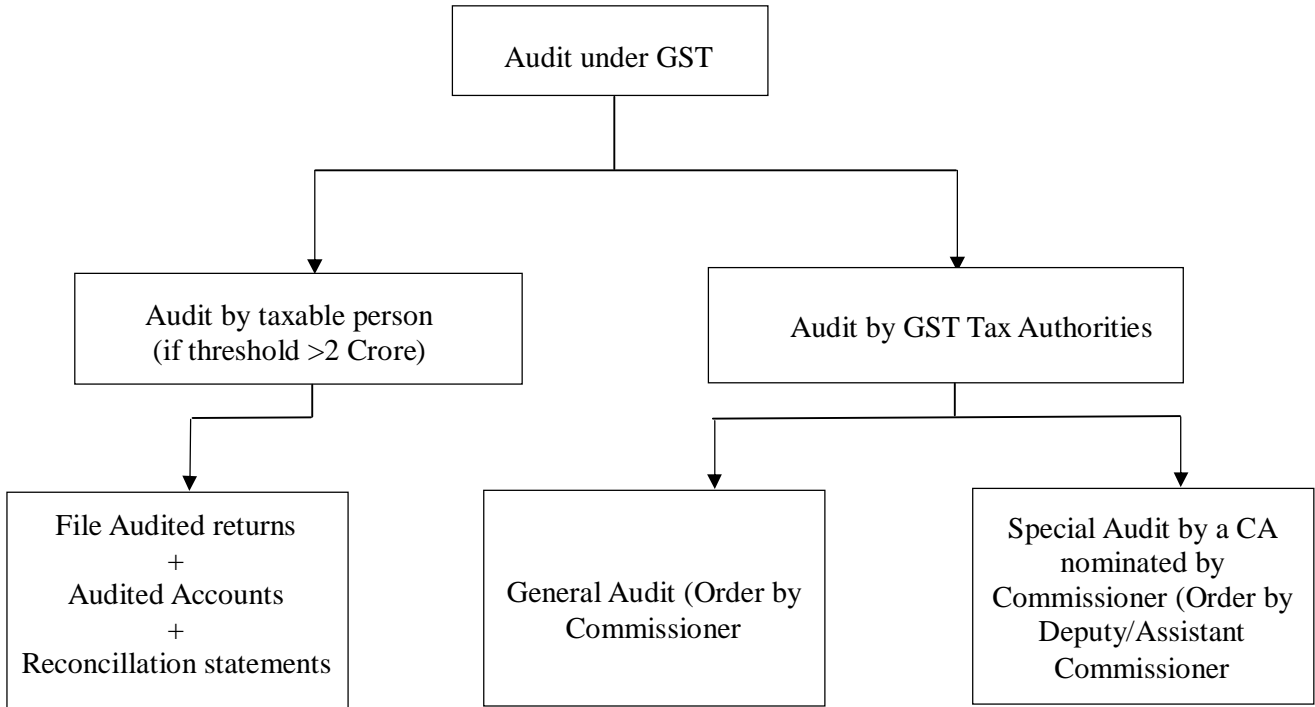 Audit under GST
Audit by taxable person
(if threshold >2 Crore)
Audit by GST Tax Authorities
File Audited returns
+
Audited Accounts
+
Reconcillation statements
General Audit (Order by
Commissioner
Special Audit by a CA
nominated by
Commissioner (Order by
Deputy/Assistant
Commissioner